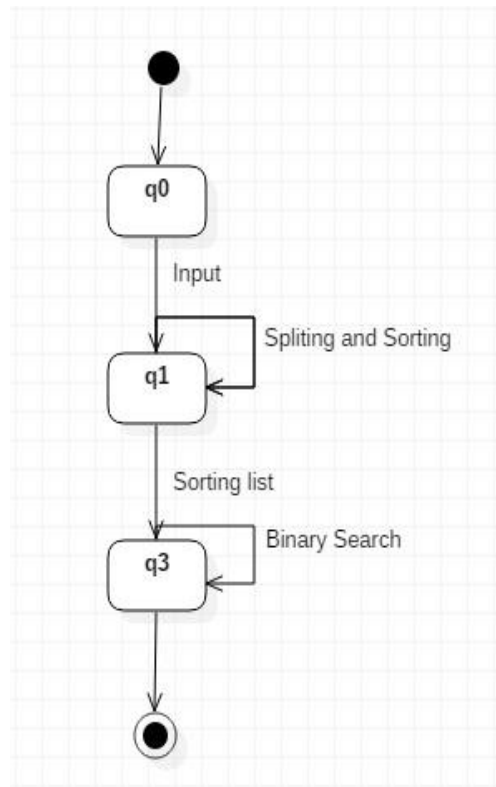 q0
Input
Spliting and Sorting
q1
Sorting list
Binary Search
q3